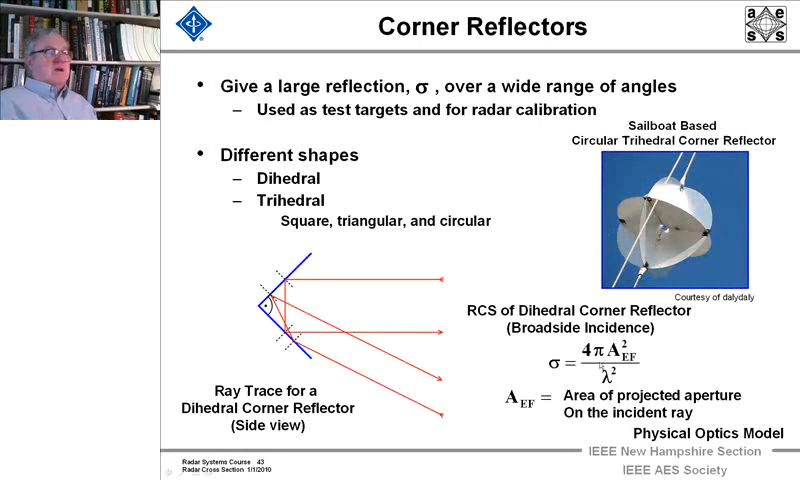 Corner Reflectors
a e
s s
• Give a large reflection, σ , over a wide range of angles
– Used as test targets and for radar calibration
• Different shapes
– Dihedral
– Trihedral
Square, triangular, and circular
Sailboat Based
Circular Trihedral Corner Reflector
Courtesy of dalydaly
RCS of Dihedral Corner Reflector
(Broadside Incidence)
σ = 4 π A²EF / λ²
A EF = Area of projected aperture
On the incident ray
Ray Trace for a
Dihedral Corner Reflector
(Side view)
Physical Optics Model
Radar Systems Course 43
Radar Cross Section 1/1/2010
IEEE New Hampshire Section
IEEE AES Society